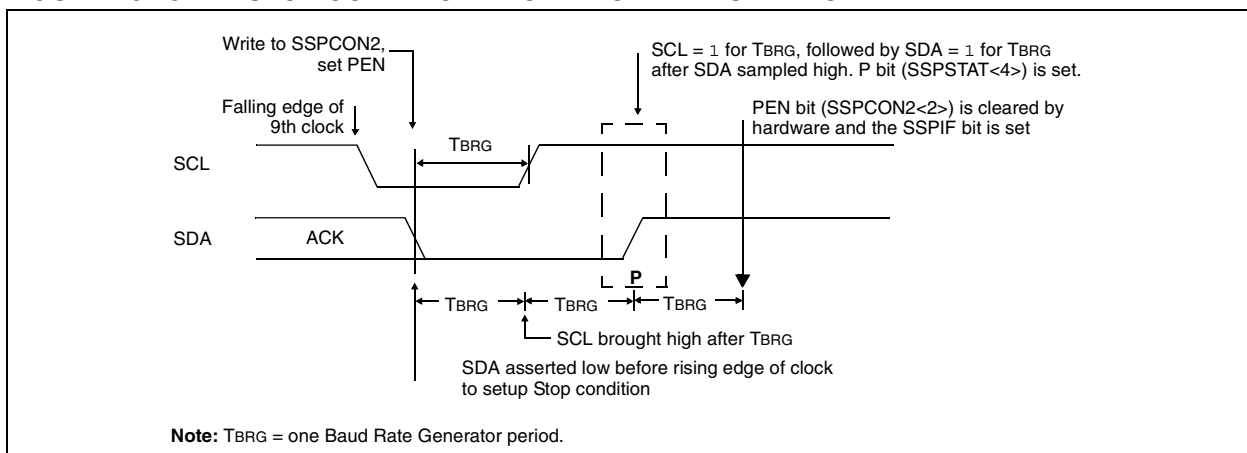 Write to SSPCON2,
set PEN
SCL = 1 for TBRG, followed by SDA = 1 for TBRG
after SDA sampled high. P bit (SSPSTAT<4>) is set.
Falling edge of
9th clock
PEN bit (SSPCON2<2>) is cleared by
hardware and the SSPIF bit is set
TBRG
SCL
SDA
ACK
P
TBRG
TBRG
TBRG
SCL brought high after TBRG
SDA asserted low before rising edge of clock
to setup Stop condition
Note: TBRG = one Baud Rate Generator period.